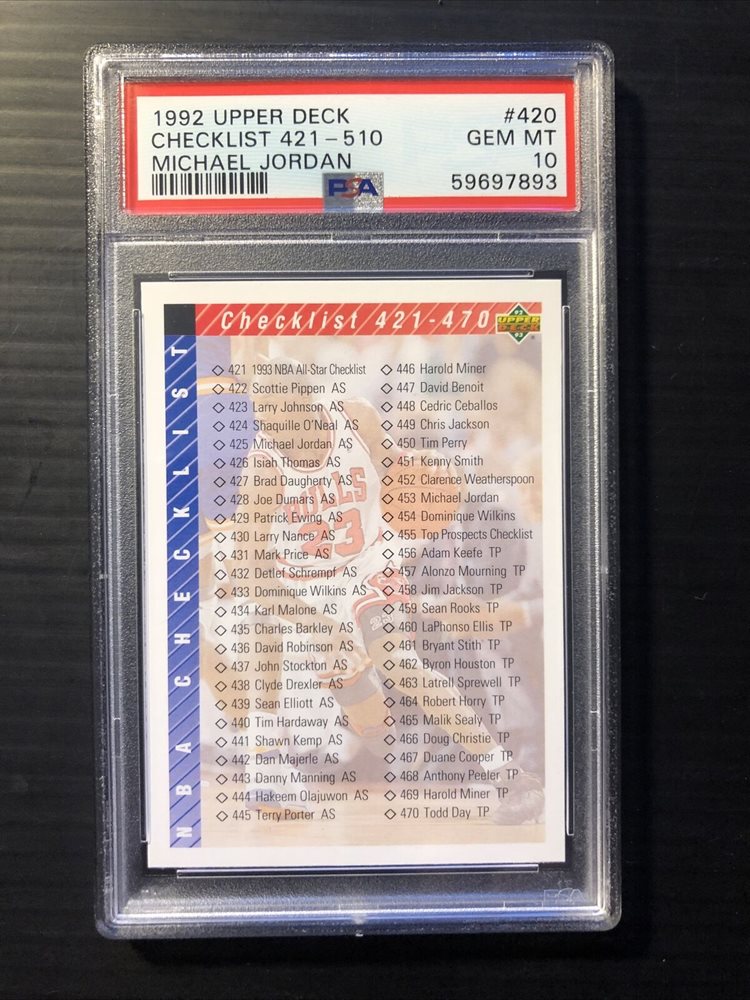 1992 UPPER DECK #420
CHECKLIST 421-510 GEM MT
MICHAEL JORDAN 10
PSA 59697893
Checklist 421-470
92 UPPER DECK 93
NBA CHECKLIST
421 1993 NBA All-Star Checklist
422 Scottie Pippen AS
423 Larry Johnson AS
424 Shaquille O'Neal AS
425 Michael Jordan AS
426 Isiah Thomas AS
427 Brad Daugherty AS
428 Joe Dumars AS
429 Patrick Ewing AS
430 Larry Nance AS
431 Mark Price AS
432 Detlef Schrempf AS
433 Dominique Wilkins AS
434 Karl Malone AS
435 Charles Barkley AS
436 David Robinson AS
437 John Stockton AS
438 Clyde Drexler AS
439 Sean Elliott AS
440 Tim Hardaway AS
441 Shawn Kemp AS
442 Dan Majerle AS
443 Danny Manning AS
444 Hakeem Olajuwon AS
445 Terry Porter AS
446 Harold Miner
447 David Benoit
448 Cedric Ceballos
449 Chris Jackson
450 Tim Perry
451 Kenny Smith
452 Clarence Weatherspoon
453 Michael Jordan
454 Dominique Wilkins
455 Top Prospects Checklist
456 Adam Keefe TP
457 Alonzo Mourning TP
458 Jim Jackson TP
459 Sean Rooks TP
460 LaPhonso Ellis TP
461 Bryant Stith TP
462 Byron Houston TP
463 Latrell Sprewell TP
464 Robert Horry TP
465 Malik Sealy TP
466 Doug Christie TP
467 Duane Cooper TP
468 Anthony Peeler TP
469 Harold Miner TP
470 Todd Day TP
BULLS
23
PSA